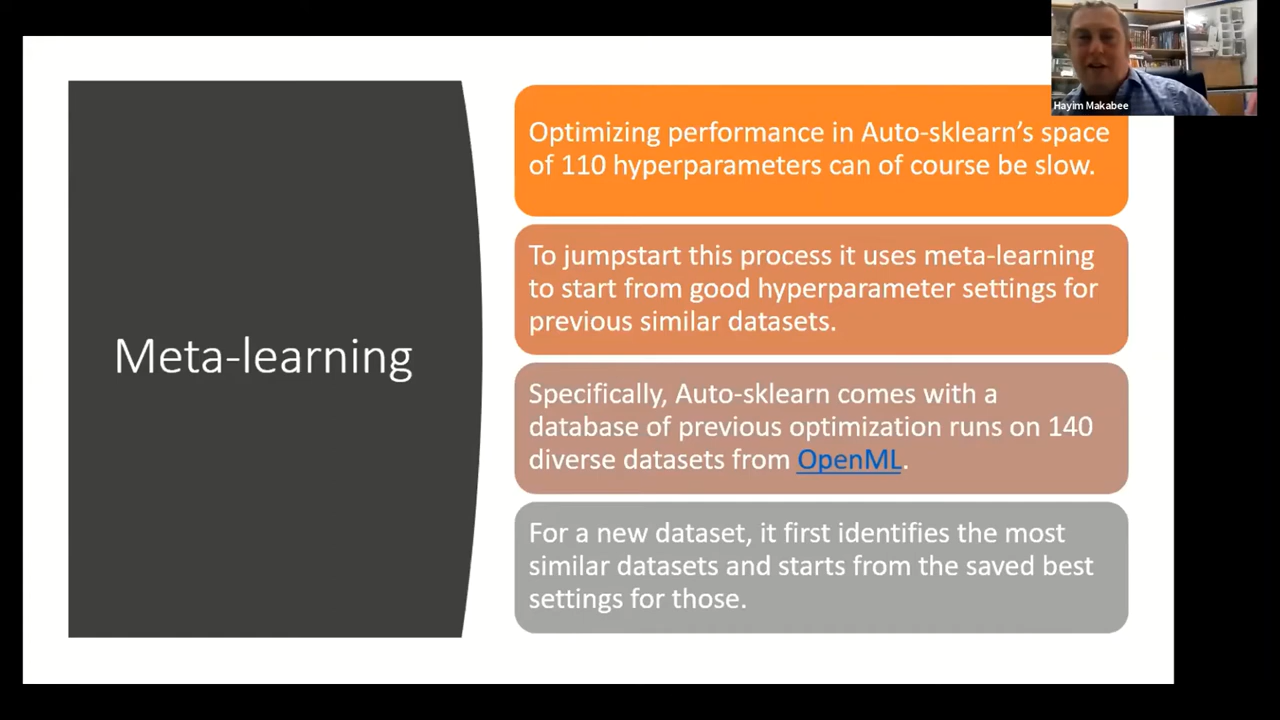 Hayim Makabee
Meta-learning
Optimizing performance in Auto-sklearn’s space
of 110 hyperparameters can of course be slow.
To jumpstart this process it uses meta-learning
to start from good hyperparameter settings for
previous similar datasets.
Specifically, Auto-sklearn comes with a
database of previous optimization runs on 140
diverse datasets from OpenML.
For a new dataset, it first identifies the most
similar datasets and starts from the saved best
settings for those.